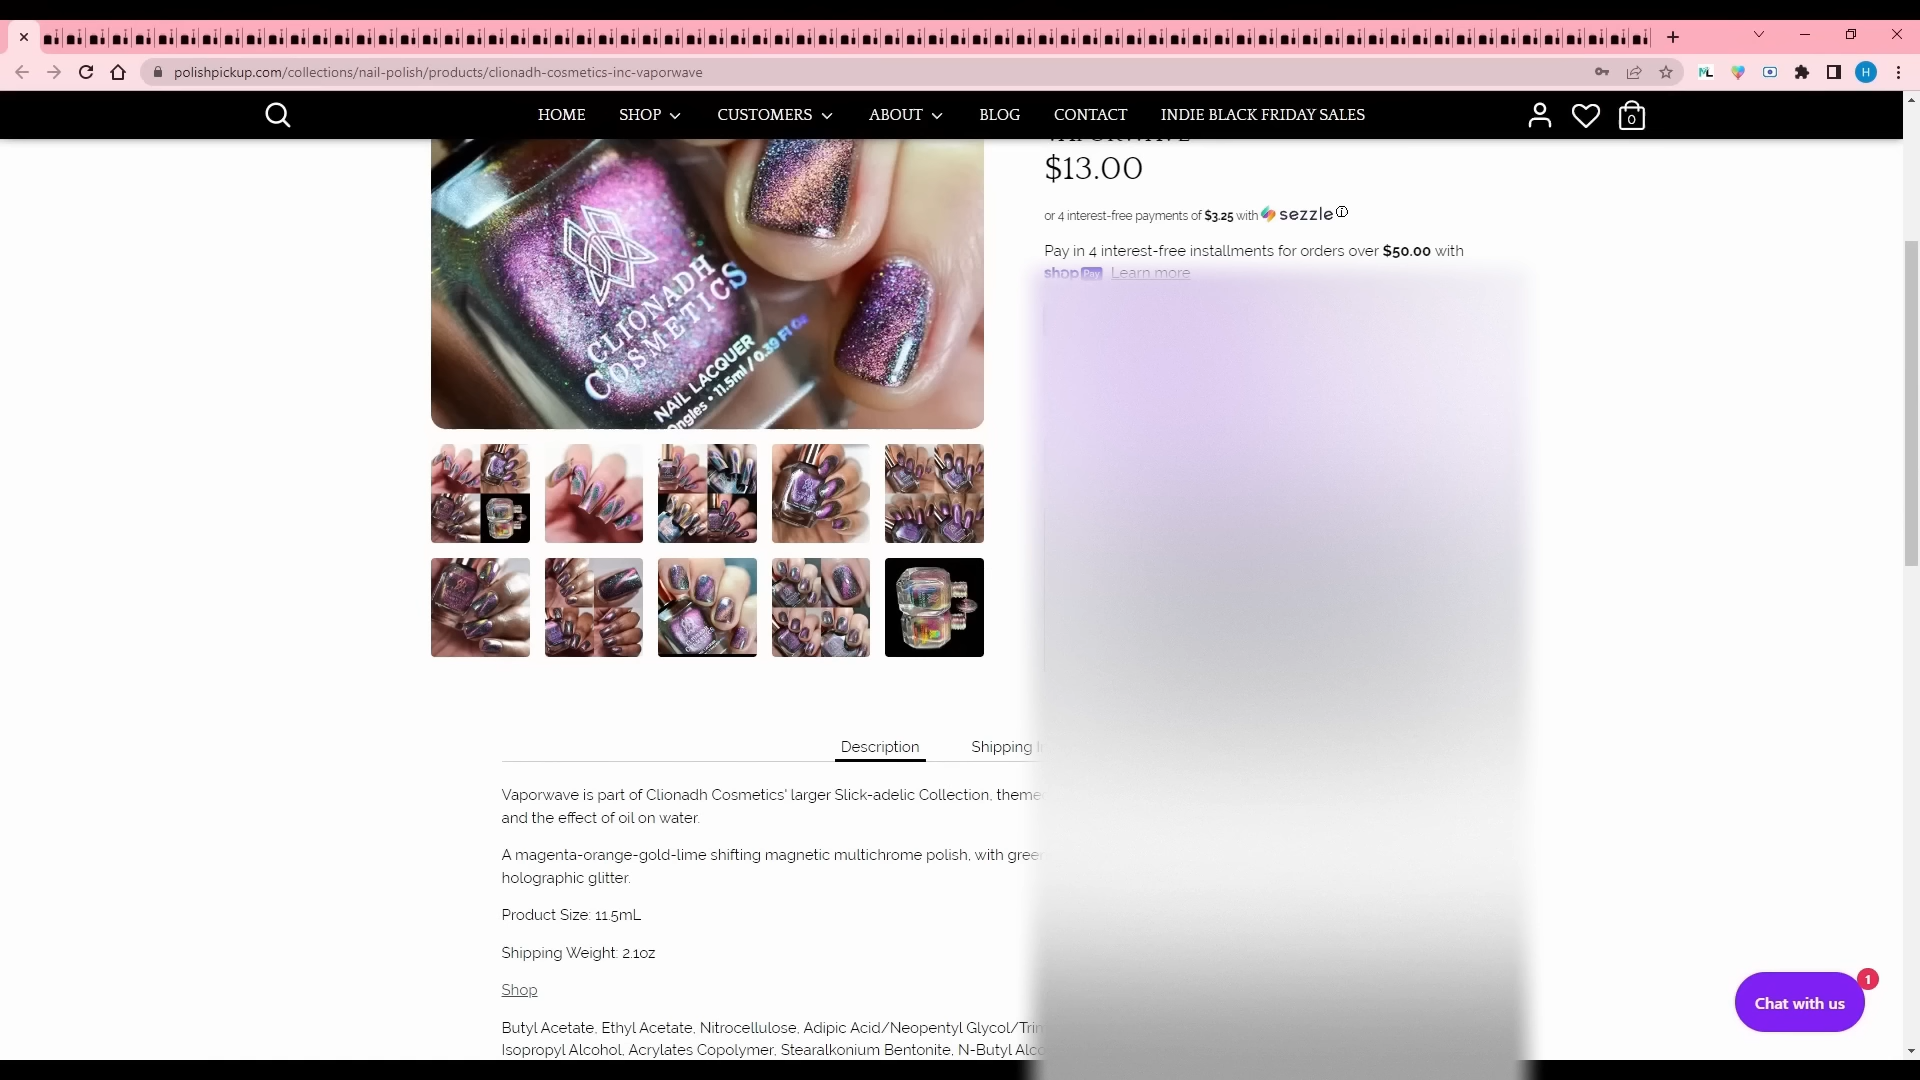 polishpickup.com/collections/nail-polish/products/clionadh-cosmetics-inc-vaporwave
H
HOME SHOP CUSTOMERS ABOUT BLOG CONTACT INDIE BLACK FRIDAY SALES
0
$13.00
or 4 interest-free payments of $3.25 with sezzle
Pay in 4 interest-free installments for orders over $50.00 with
shop Pay Learn more
CLIONADH
COSMETICS
NAIL LACQUER
Ongles • 11.5ml / 0.39 Fl Oz
Description Shipping
Vaporwave is part of Clionadh Cosmetics' larger Slick-adelic Collection,
and the effect of oil on water.
A magenta-orange-gold-lime shifting magnetic multichrome polish, with
holographic glitter.
Product Size: 11.5mL
Shipping Weight: 2.1oz
Shop
Butyl Acetate, Ethyl Acetate, Nitrocellulose, Adipic Acid/Neopentyl Glycol/
Isopropyl Alcohol, Acrylates Copolymer, Stearalkonium Bentonite, N-Butyl
Chat with us
1